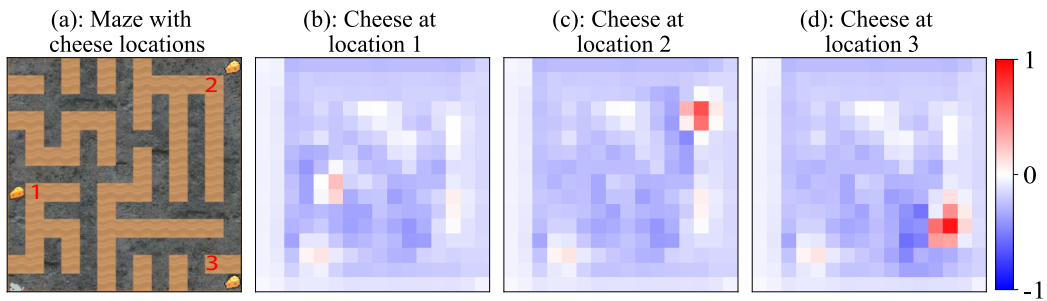 (a): Maze with
cheese locations
(b): Cheese at
location 1
(c): Cheese at
location 2
(d): Cheese at
location 3
2
1
3
1
0
-1